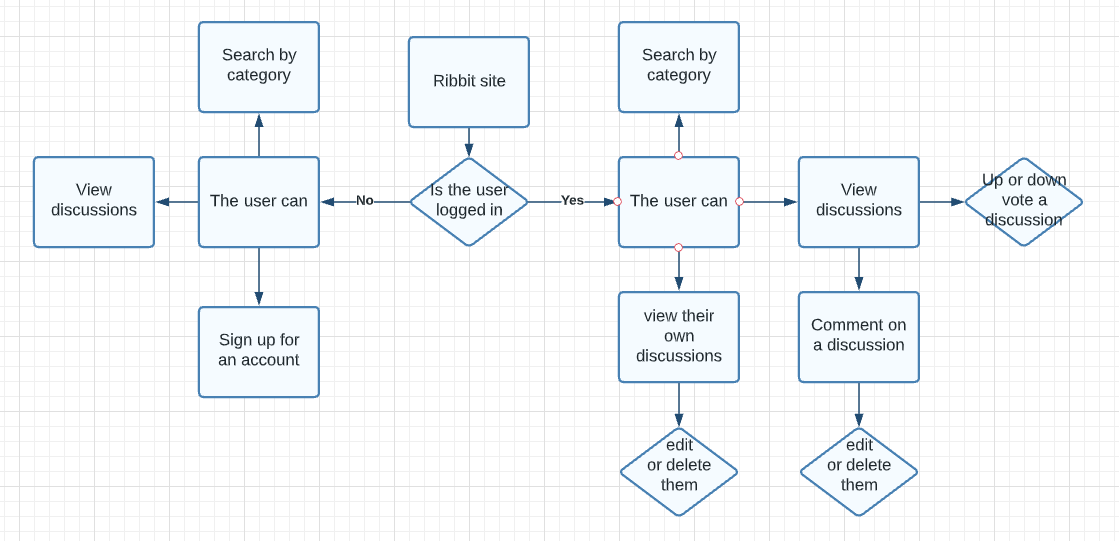 Search by
category
Ribbit site
Search by
category
View
discussions
The user can
No
Is the user
logged in
Yes
The user can
View
discussions
Up or down
vote a
discussion
Sign up for
an account
view their
own
discussions
Comment on
a discussion
edit
or delete
them
edit
or delete
them